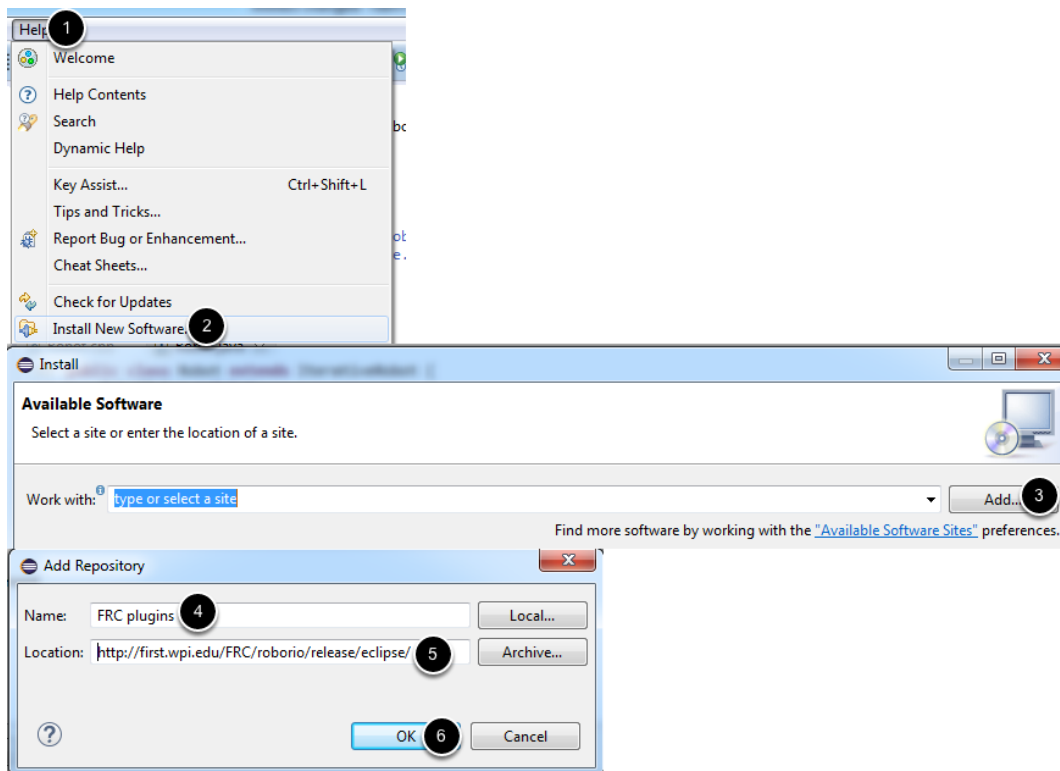 Help 1
Welcome
Help Contents
Search
Dynamic Help
Key Assist... Ctrl+Shift+L
Tips and Tricks...
Report Bug or Enhancement...
Cheat Sheets...
Check for Updates
Install New Software. 2
Install
Available Software
Select a site or enter the location of a site.
Work with: type or select a site Add... 3
Find more software by working with the "Available Software Sites" preferences.
Add Repository
Name: FRC plugins 4 Local...
Location: http://first.wpi.edu/FRC/roborio/release/eclipse/ 5 Archive...
OK 6 Cancel